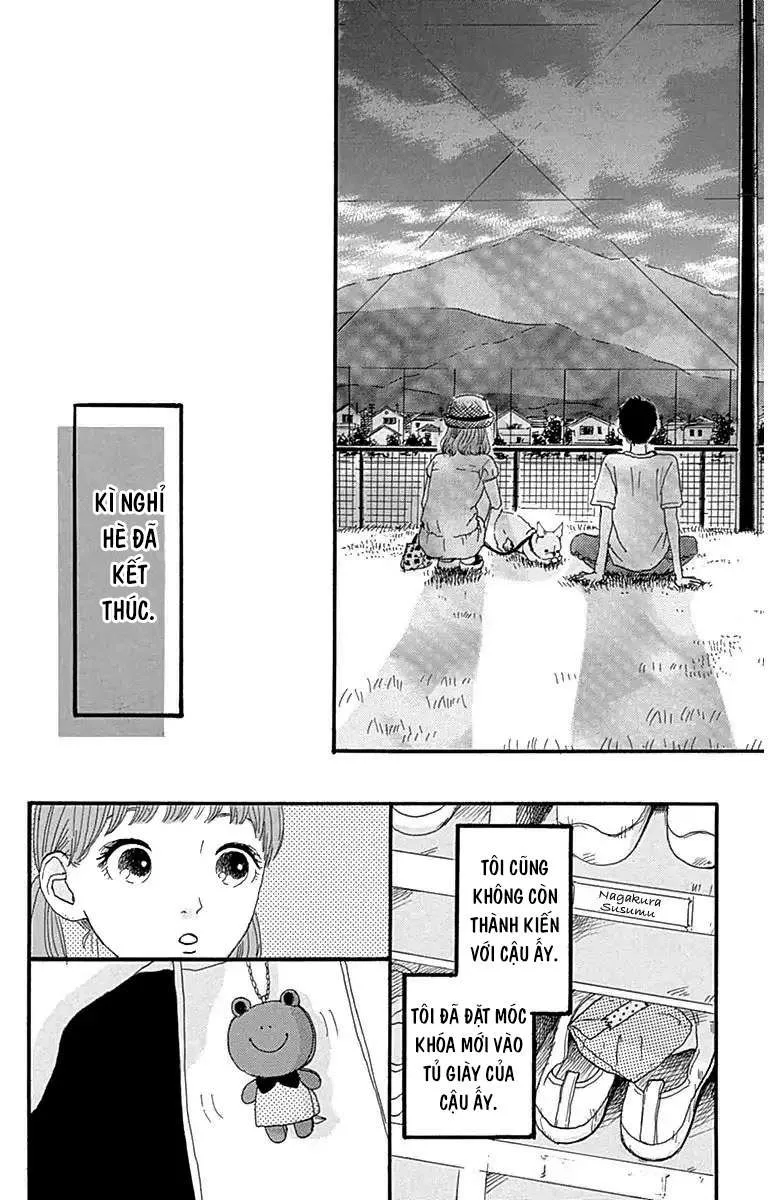 KÌ NGHỈ
HÈ ĐÃ
KẾT
THÚC.
TÔI CŨNG
KHÔNG CÒN
THÀNH KIẾN
VỚI CẬU ẤY.
TÔI ĐÃ ĐẶT MÓC
KHÓA MỚI VÀO
TỦ GIÀY CỦA
CẬU ẤY.
Nagakura
Susumu